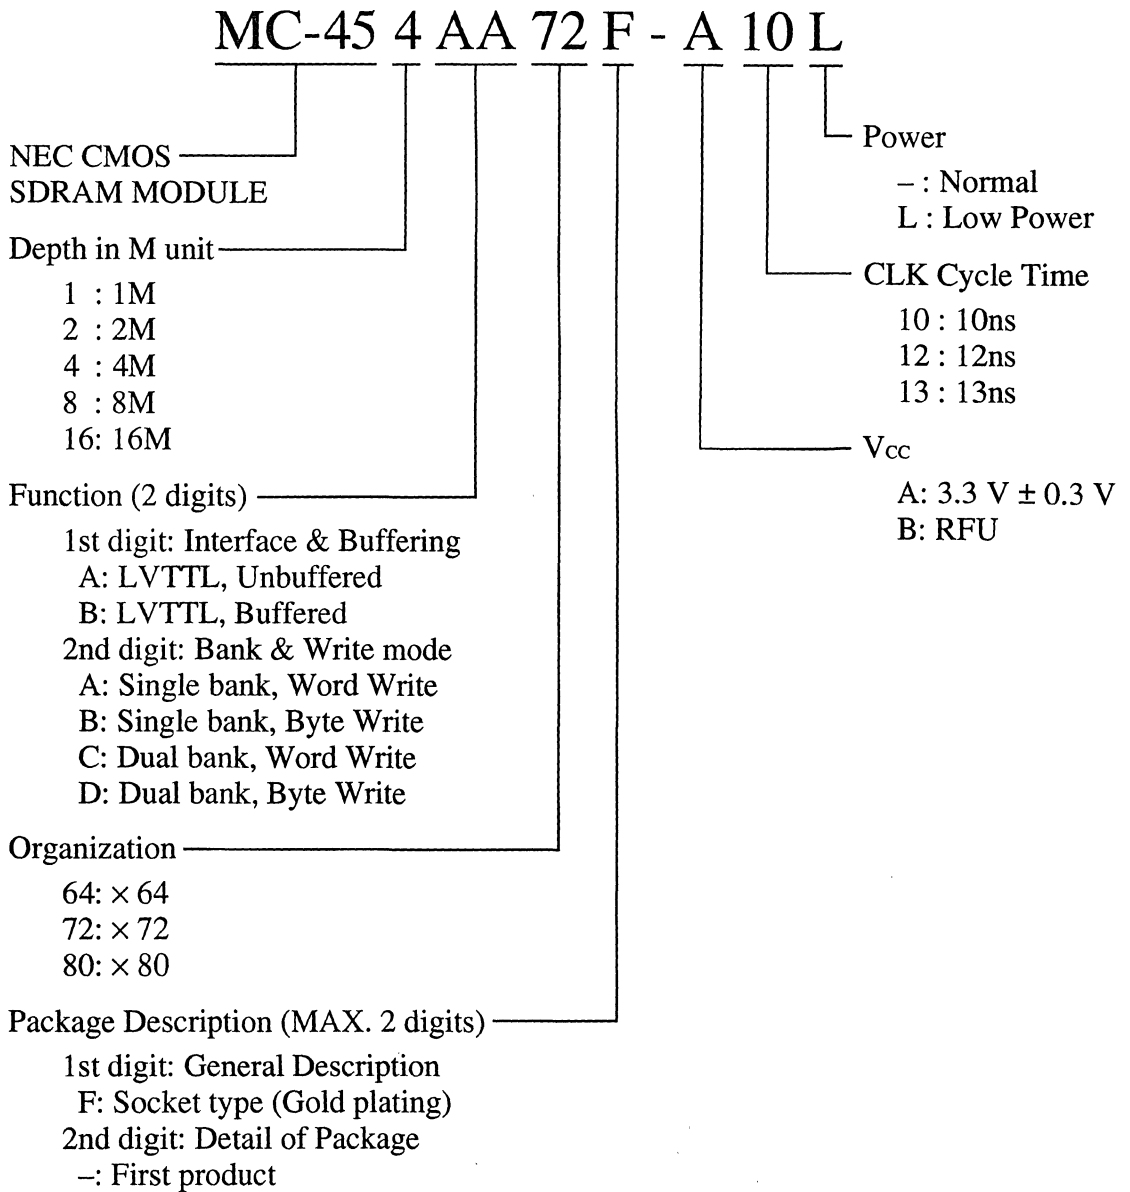 MC-45 4 AA 72 F - A 10 L
NEC CMOS
SDRAM MODULE
Depth in M unit
1 : 1M
2 : 2M
4 : 4M
8 : 8M
16: 16M
Function (2 digits)
1st digit: Interface & Buffering
A: LVTTL, Unbuffered
B: LVTTL, Buffered
2nd digit: Bank & Write mode
A: Single bank, Word Write
B: Single bank, Byte Write
C: Dual bank, Word Write
D: Dual bank, Byte Write
Organization
64: × 64
72: × 72
80: × 80
Package Description (MAX. 2 digits)
1st digit: General Description
F: Socket type (Gold plating)
2nd digit: Detail of Package
–: First product
Power
– : Normal
L : Low Power
CLK Cycle Time
10 : 10ns
12 : 12ns
13 : 13ns
Vcc
A: 3.3 V ± 0.3 V
B: RFU